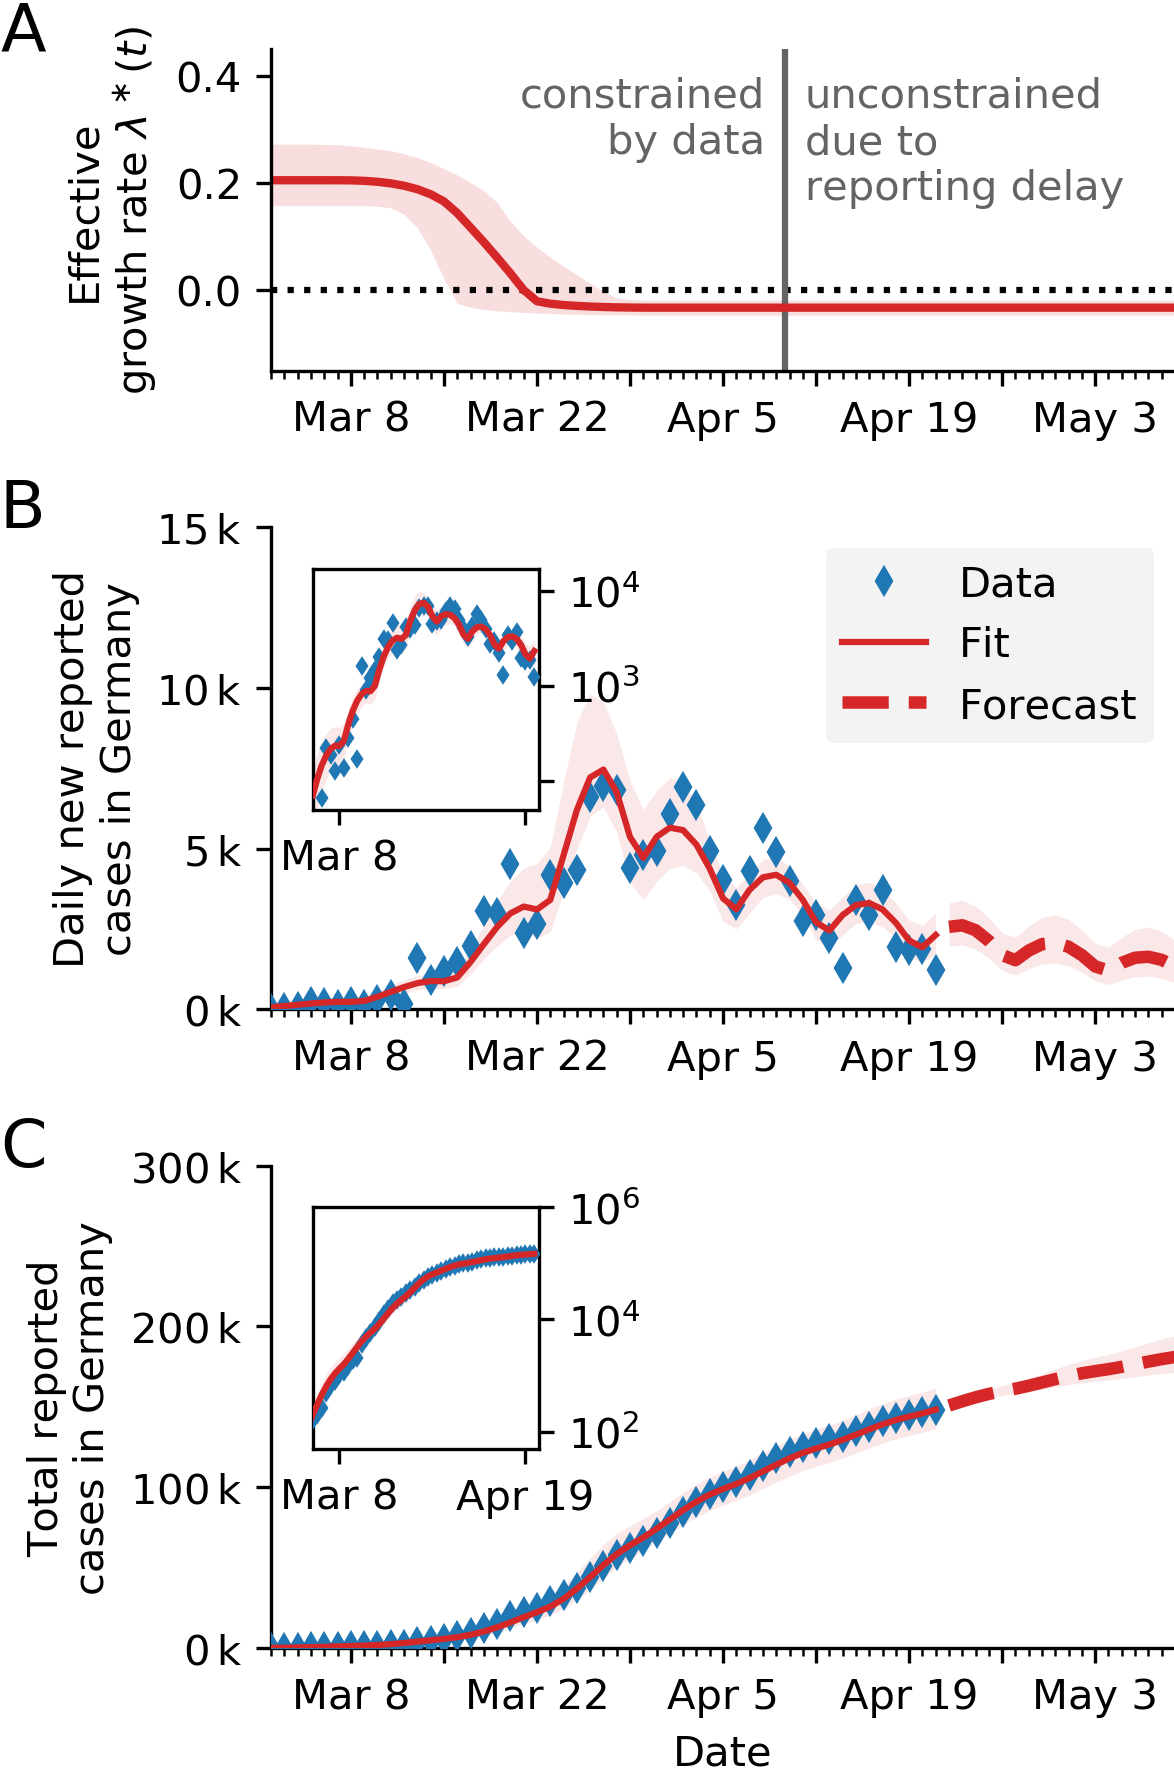 A
Effective
growth rate λ * (t)
0.4
0.2
0.0
constrained
by data
unconstrained
due to
reporting delay
Mar 8
Mar 22
Apr 5
Apr 19
May 3
B
Daily new reported
cases in Germany
15 k
10 k
5 k
0 k
10⁴
10³
Mar 8
Data
Fit
Forecast
Mar 8
Mar 22
Apr 5
Apr 19
May 3
C
Total reported
cases in Germany
300 k
200 k
100 k
0 k
10⁶
10⁴
10²
Mar 8
Apr 19
Mar 8
Mar 22
Apr 5
Apr 19
May 3
Date